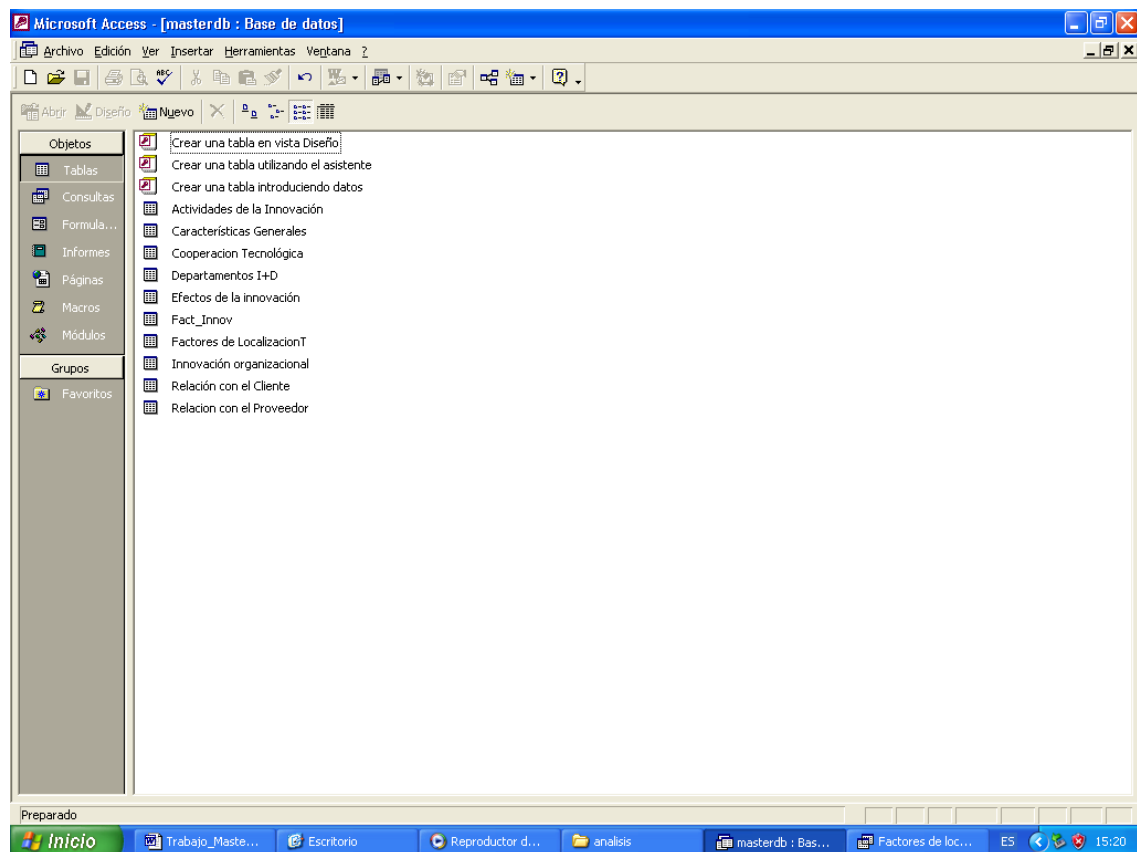 Microsoft Access - [masterdb : Base de datos]
Archivo Edición Ver Insertar Herramientas Ventana ?
Abrir Diseño Nuevo
Objetos
Tablas
Consultas
Formula...
Informes
Páginas
Macros
Módulos
Grupos
Favoritos
Crear una tabla en vista Diseño
Crear una tabla utilizando el asistente
Crear una tabla introduciendo datos
Actividades de la Innovación
Características Generales
Cooperacion Tecnológica
Departamentos I+D
Efectos de la innovación
Fact_Innov
Factores de LocalizacionT
Innovación organizacional
Relación con el Cliente
Relacion con el Proveedor
Preparado
Inicio Trabajo_Maste... Escritorio Reproductor d... analisis masterdb : Bas... Factores de loc... ES 15:20